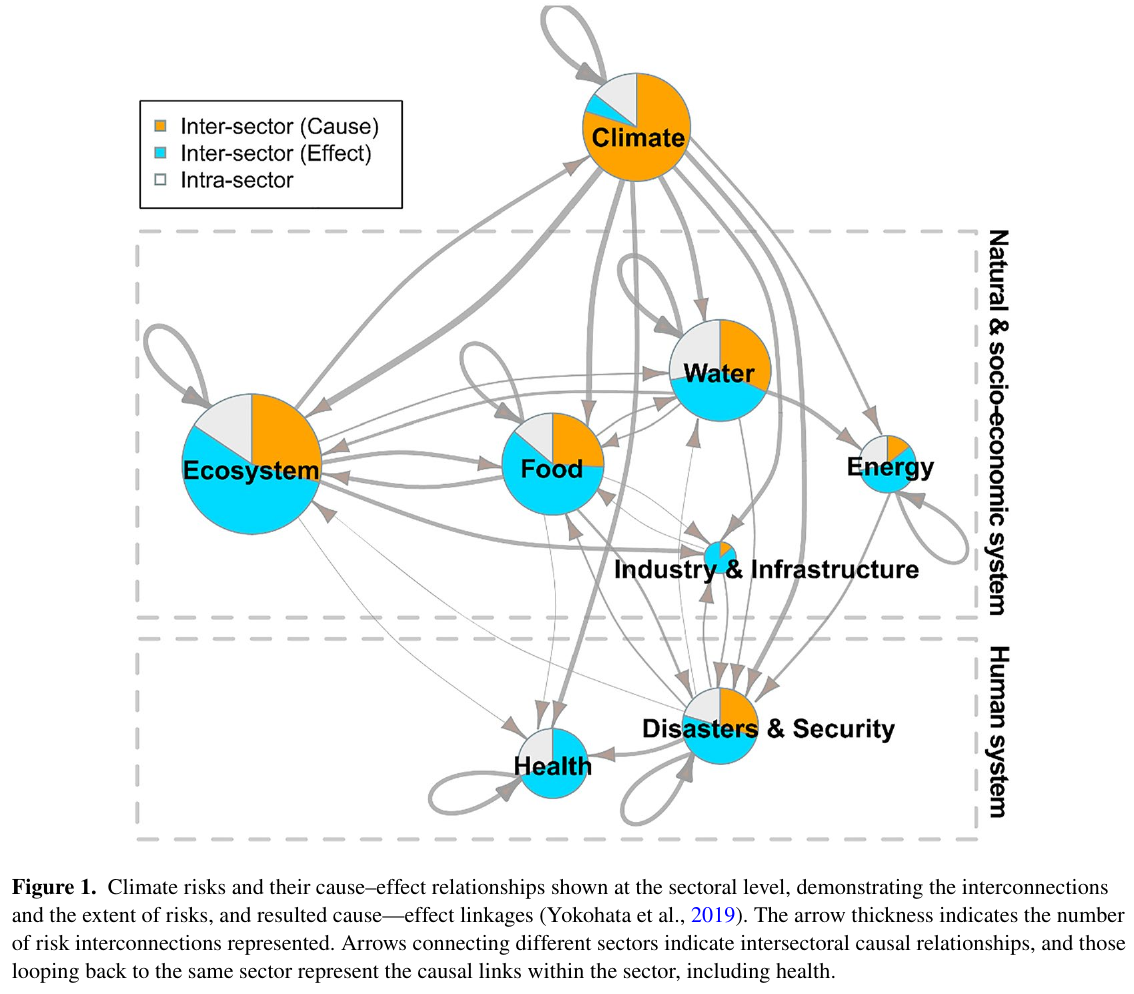 Climate
Inter-sector (Cause)
Inter-sector (Effect)
Intra-sector
Natural & socio-economic system
Water
Ecosystem
Food
Energy
Industry & Infrastructure
Human system
Disasters & Security
Health
Figure 1. Climate risks and their cause–effect relationships shown at the sectoral level, demonstrating the interconnections
and the extent of risks, and resulted cause—effect linkages (Yokohata et al., 2019). The arrow thickness indicates the number
of risk interconnections represented. Arrows connecting different sectors indicate intersectoral causal relationships, and those
looping back to the same sector represent the causal links within the sector, including health.